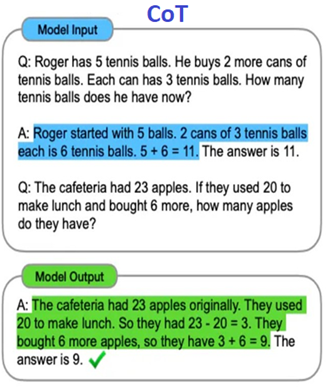 CoT
Model Input
Q: Roger has 5 tennis balls. He buys 2 more cans of
tennis balls. Each can has 3 tennis balls. How many
tennis balls does he have now?
A: Roger started with 5 balls. 2 cans of 3 tennis balls
each is 6 tennis balls. 5 + 6 = 11. The answer is 11.
Q: The cafeteria had 23 apples. If they used 20 to
make lunch and bought 6 more, how many apples
do they have?
Model Output
A: The cafeteria had 23 apples originally. They used
20 to make lunch. So they had 23 - 20 = 3. They
bought 6 more apples, so they have 3 + 6 = 9. The
answer is 9.